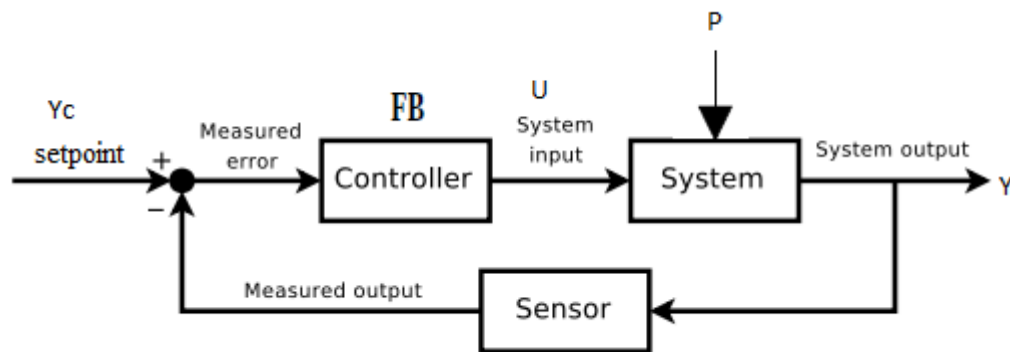 P
Yc
setpoint
+
−
Measured
error
FB
Controller
U
System
input
System
System output
Y
Measured output
Sensor